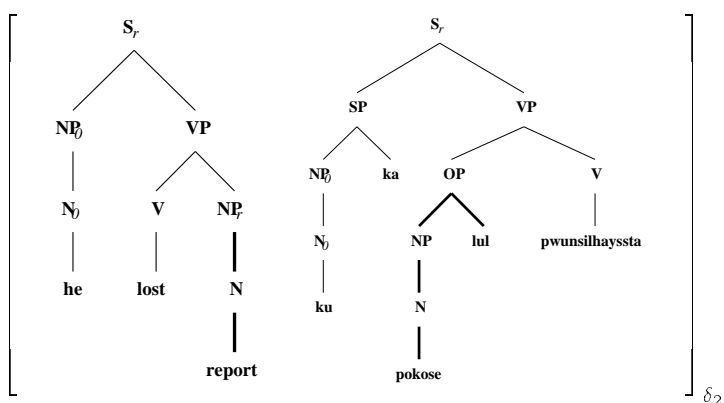 S_r S_r
SP VP
NP_0 VP
NP_0 ka OP V
N_0 V NP_r
N_0 NP lul pwunsilhayssta
he lost N
ku N
report
pokose
δ_2